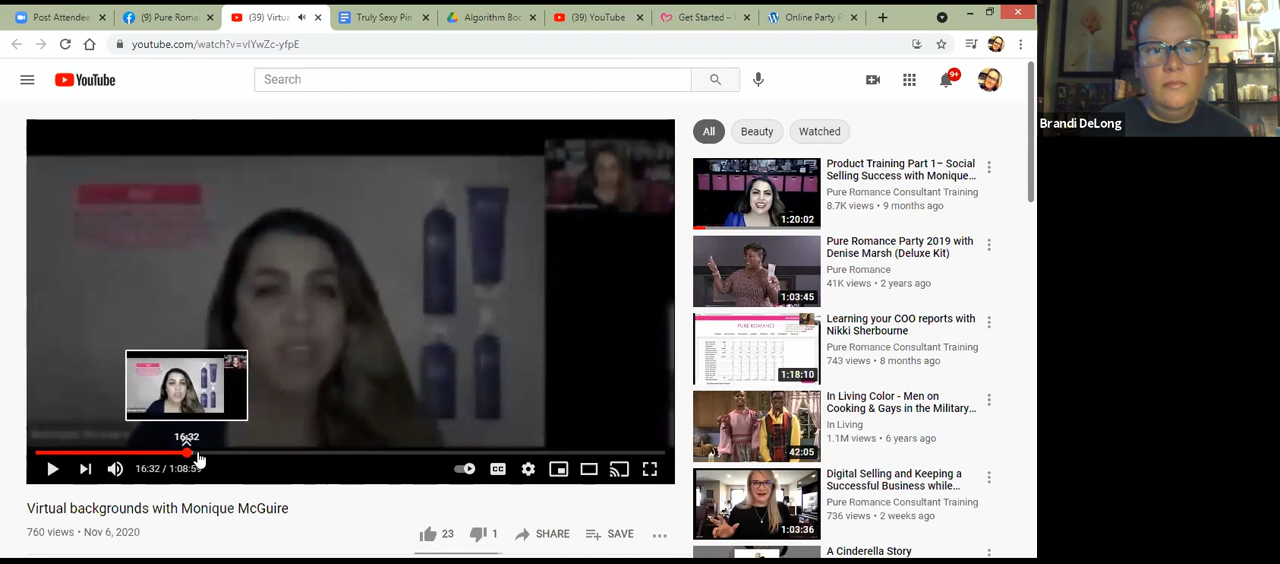 Post Attendee
(9) Pure Roma
(39) Virtu
Truly Sexy Pin
Algorithm Boo
(39) YouTube
Get Started –
Online Party P
youtube.com/watch?v=vIYwZc-yfpE
YouTube
Search
9+
Brandi DeLong
All
Beauty
Watched
Product Training Part 1– Social
Selling Success with Monique...
Pure Romance Consultant Training
8.7K views • 9 months ago
1:20:02
Pure Romance Party 2019 with
Denise Marsh (Deluxe Kit)
Pure Romance
41K views • 2 years ago
1:03:45
Learning your COO reports with
Nikki Sherbourne
Pure Romance Consultant Training
743 views • 8 months ago
PURE ROMANCE
1:18:10
In Living Color - Men on
Cooking & Gays in the Military...
In Living
1.1M views • 6 years ago
42:05
Digital Selling and Keeping a
Successful Business while...
Pure Romance Consultant Training
736 views • 2 weeks ago
1:03:36
A Cinderella Story
16:32
16:32 / 1:08:59
CC
Virtual backgrounds with Monique McGuire
760 views • Nov 6, 2020
23
1
SHARE
SAVE